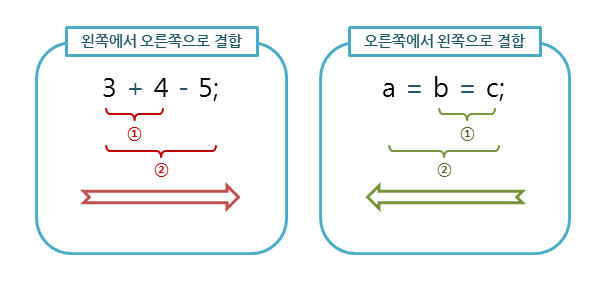 왼쪽에서 오른쪽으로 결합
3 + 4 - 5;
①
②
오른쪽에서 왼쪽으로 결합
a = b = c;
①
②